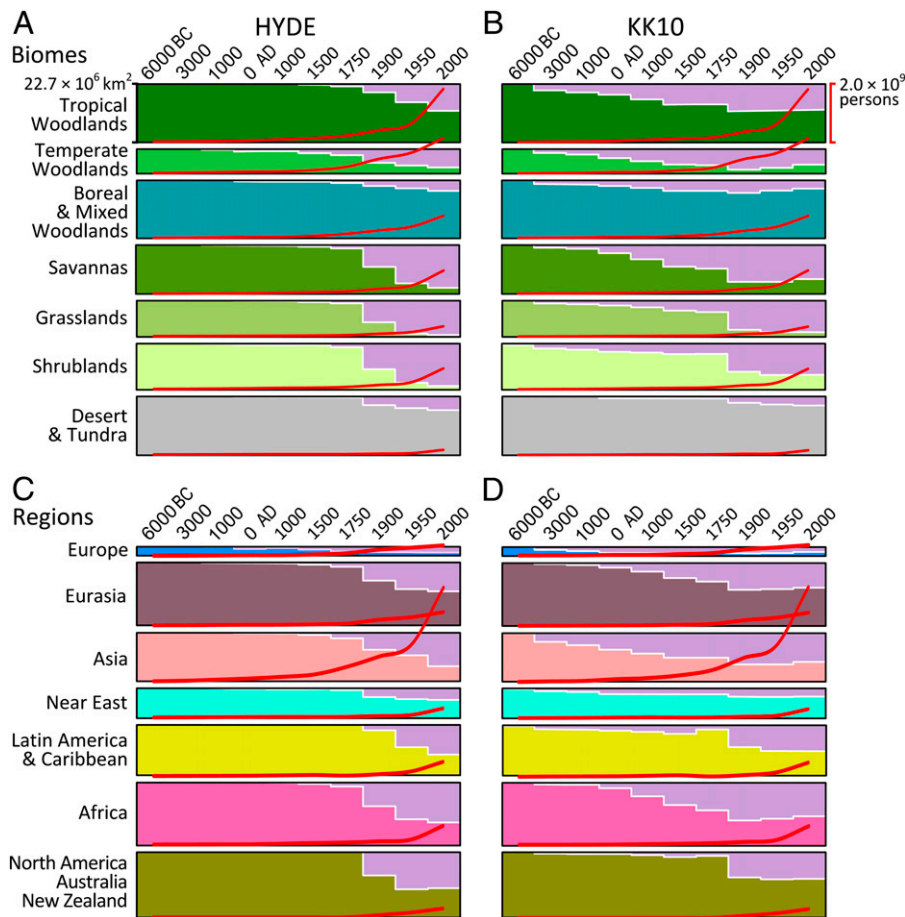 A HYDE
Biomes
6000 BC 3000 1000 0 AD 1000 1500 1750 1900 1950 2000
22.7 × 10⁶ km²
Tropical
Woodlands
Temperate
Woodlands
Boreal
& Mixed
Woodlands
Savannas
Grasslands
Shrublands
Desert
& Tundra
B KK10
6000 BC 3000 1000 0 AD 1000 1500 1750 1900 1950 2000
2.0 × 10⁹
persons
C
Regions
6000 BC 3000 1000 0 AD 1000 1500 1750 1900 1950 2000
Europe
Eurasia
Asia
Near East
Latin America
& Caribbean
Africa
North America
Australia
New Zealand
D
6000 BC 3000 1000 0 AD 1000 1500 1750 1900 1950 2000